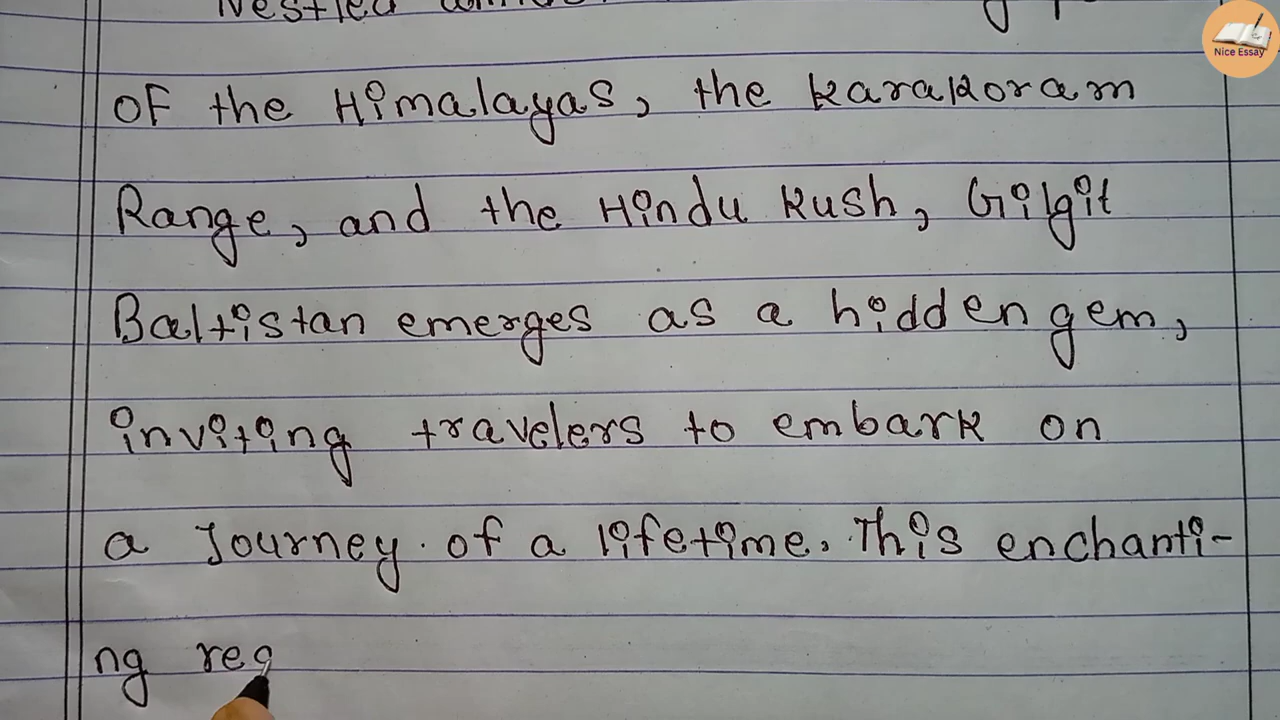 Nestled
of the Himalayas, the Karakoram
Range, and the Hindu Kush, Gilgit
Baltistan emerges as a hidden gem,
inviting travelers to embark on
a Journey of a lifetime. This enchanti-
ng reg
Nice Essay